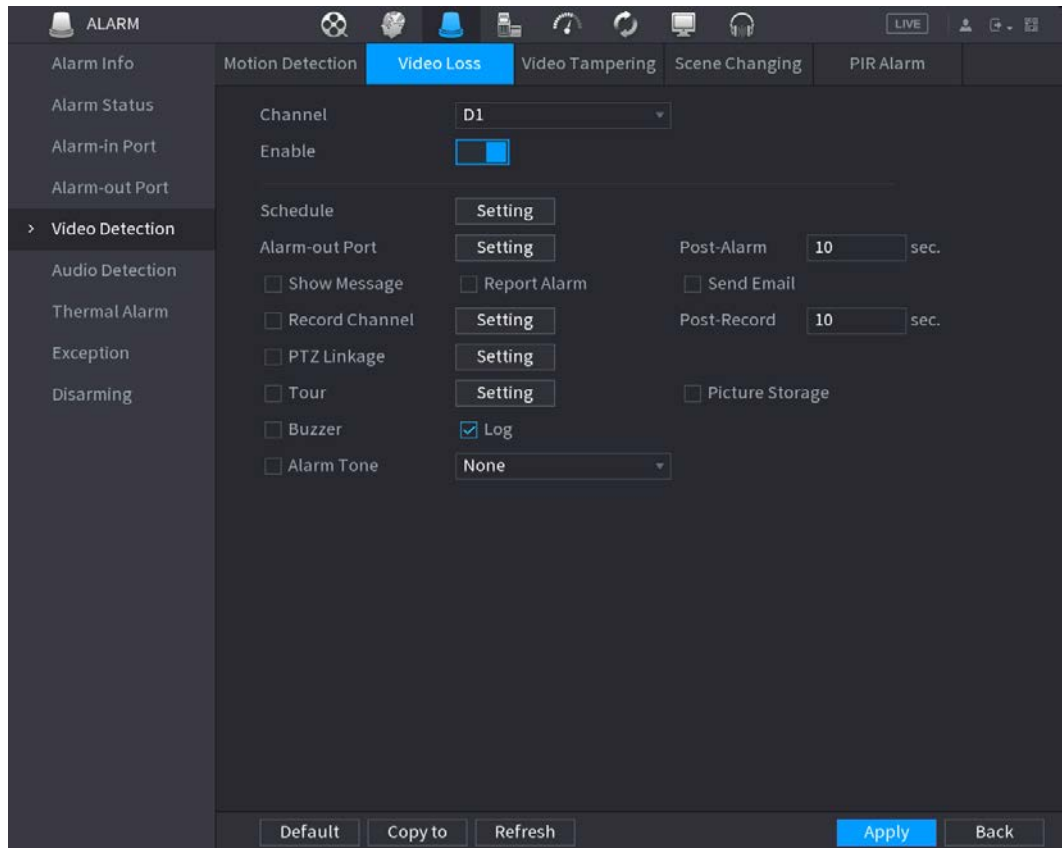 ALARM LIVE
Alarm Info
Alarm Status
Alarm-in Port
Alarm-out Port
> Video Detection
Audio Detection
Thermal Alarm
Exception
Disarming
Motion Detection Video Loss Video Tampering Scene Changing PIR Alarm
Channel D1
Enable
Schedule Setting
Alarm-out Port Setting Post-Alarm 10 sec.
Show Message Report Alarm Send Email
Record Channel Setting Post-Record 10 sec.
PTZ Linkage Setting
Tour Setting Picture Storage
Buzzer Log
Alarm Tone None
Default Copy to Refresh Apply Back